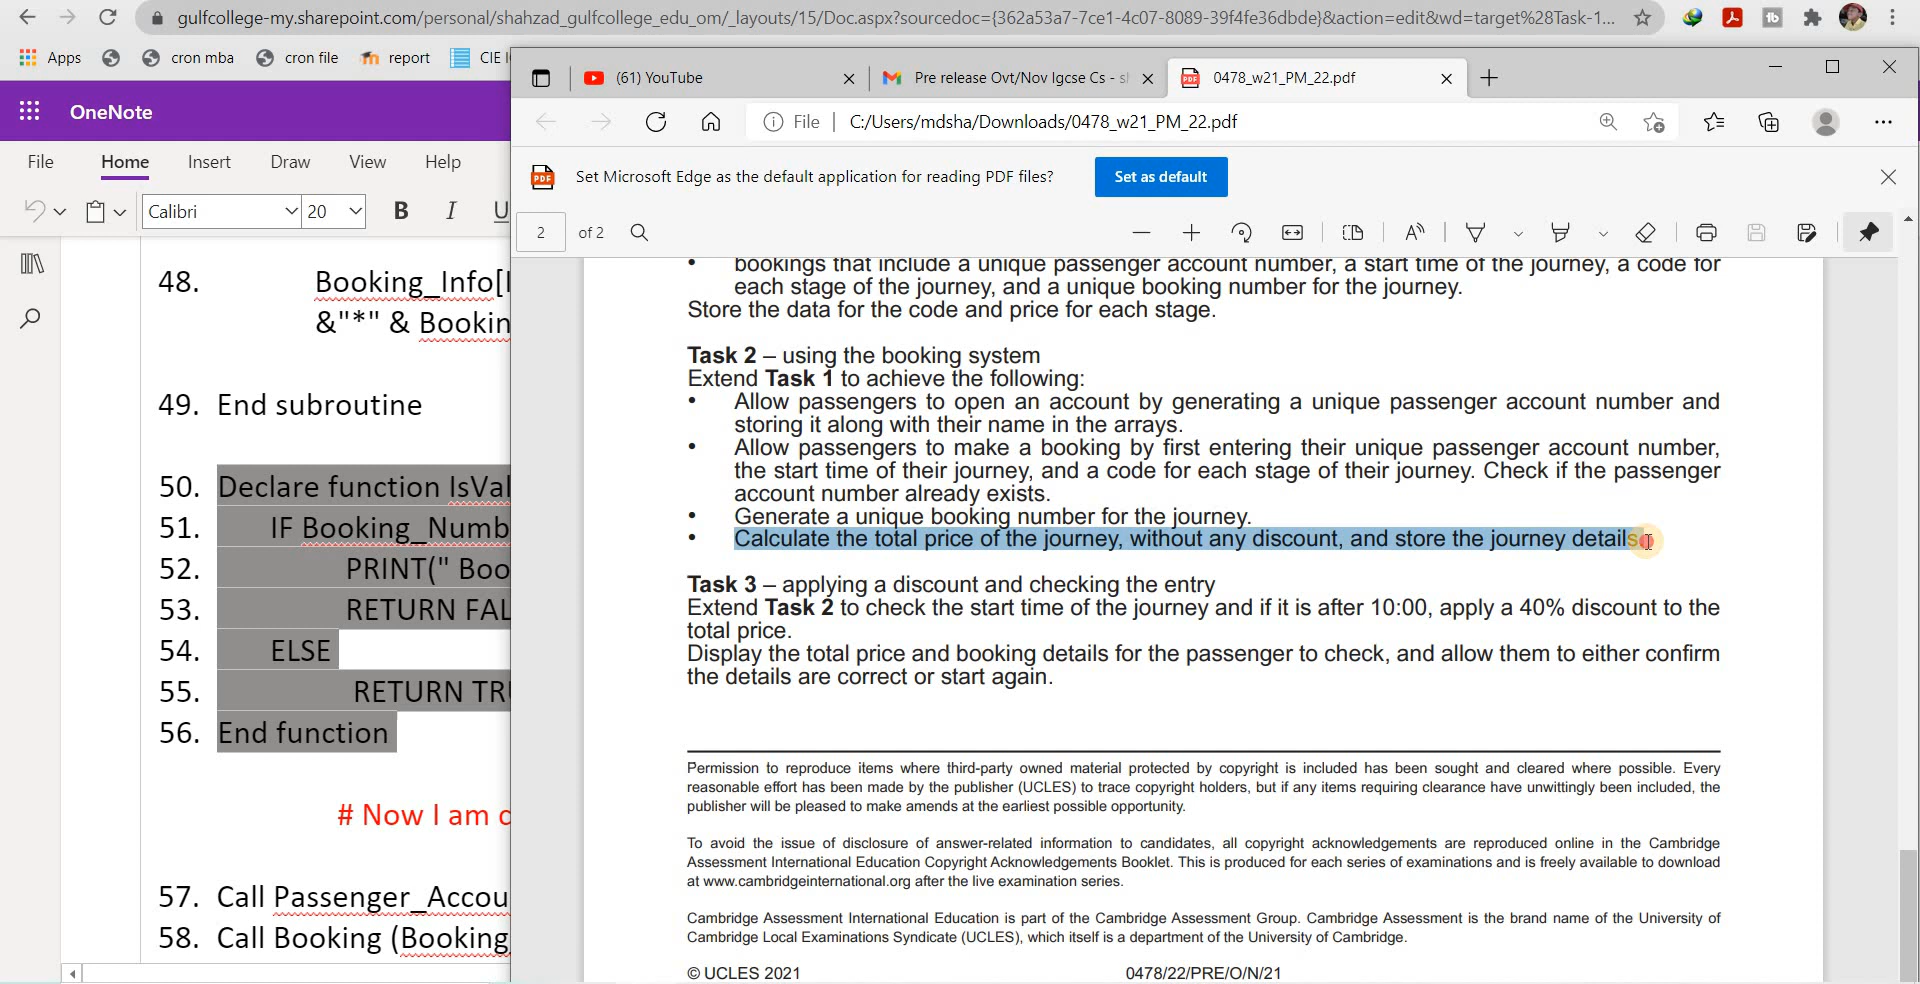 gulfcollege-my.sharepoint.com/personal/shahzad_gulfcollege_edu_om/_layouts/15/Doc.aspx?sourcedoc={362a53a7-7ce1-4c07-8089-39f4fe36dbde}&action=edit&wd=target%28Task-1...
Apps
cron mba
cron file
report
CIE
OneNote
File
Home
Insert
Draw
View
Help
Calibri
20
B
I
U
48. Booking_Info[
&"*" & Bookin
49. End subroutine
50. Declare function IsVal
51. IF Booking_Numb
52. PRINT(" Boo
53. RETURN FAL
54. ELSE
55. RETURN TRU
56. End function
# Now I am c
57. Call Passenger_Accou
58. Call Booking (Booking
(61) YouTube
Pre release Ovt/Nov Igcse Cs - s
0478_w21_PM_22.pdf
File
C:/Users/mdsha/Downloads/0478_w21_PM_22.pdf
Set Microsoft Edge as the default application for reading PDF files?
Set as default
2
of 2
• bookings that include a unique passenger account number, a start time of the journey, a code for
each stage of the journey, and a unique booking number for the journey.
Store the data for the code and price for each stage.
Task 2 – using the booking system
Extend Task 1 to achieve the following:
• Allow passengers to open an account by generating a unique passenger account number and
storing it along with their name in the arrays.
• Allow passengers to make a booking by first entering their unique passenger account number,
the start time of their journey, and a code for each stage of their journey. Check if the passenger
account number already exists.
• Generate a unique booking number for the journey.
• Calculate the total price of the journey, without any discount, and store the journey details
Task 3 – applying a discount and checking the entry
Extend Task 2 to check the start time of the journey and if it is after 10:00, apply a 40% discount to the
total price.
Display the total price and booking details for the passenger to check, and allow them to either confirm
the details are correct or start again.
Permission to reproduce items where third-party owned material protected by copyright is included has been sought and cleared where possible. Every
reasonable effort has been made by the publisher (UCLES) to trace copyright holders, but if any items requiring clearance have unwittingly been included, the
publisher will be pleased to make amends at the earliest possible opportunity.
To avoid the issue of disclosure of answer-related information to candidates, all copyright acknowledgements are reproduced online in the Cambridge
Assessment International Education Copyright Acknowledgements Booklet. This is produced for each series of examinations and is freely available to download
at www.cambridgeinternational.org after the live examination series.
Cambridge Assessment International Education is part of the Cambridge Assessment Group. Cambridge Assessment is the brand name of the University of
Cambridge Local Examinations Syndicate (UCLES), which itself is a department of the University of Cambridge.
© UCLES 2021
0478/22/PRE/O/N/21